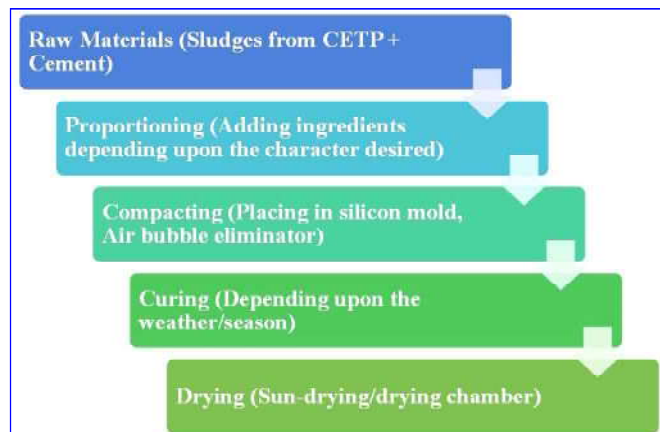 Raw Materials (Sludges from CETP +
Cement)
Proportioning (Adding ingredients
depending upon the character desired)
Compacting (Placing in silicon mold,
Air bubble eliminator)
Curing (Depending upon the
weather/season)
Drying (Sun-drying/drying chamber)